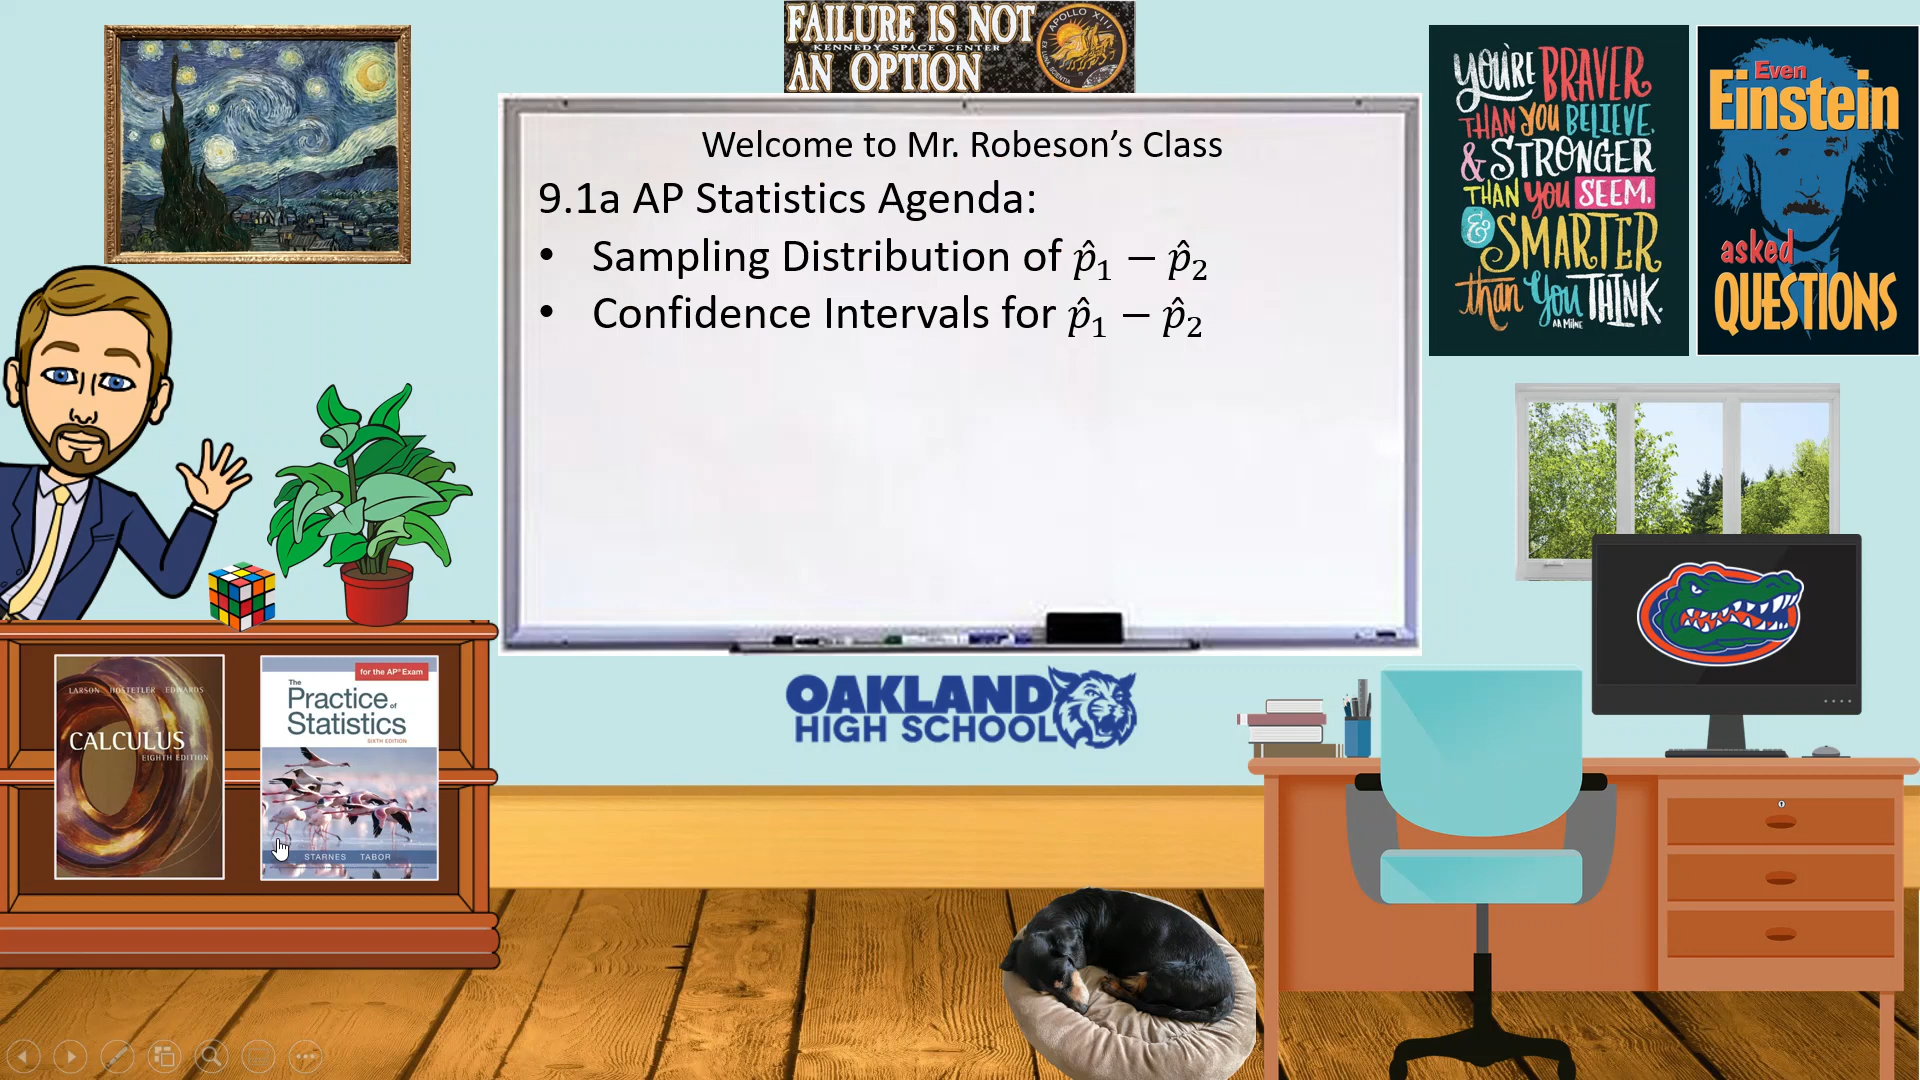 FAILURE IS NOT
KENNEDY SPACE CENTER
AN OPTION
APOLLO XIII
Welcome to Mr. Robeson’s Class
9.1a AP Statistics Agenda:
• Sampling Distribution of p̂₁ − p̂₂
• Confidence Intervals for p̂₁ − p̂₂
YOU'RE BRAVER
THAN YOU BELIEVE,
& STRONGER
THAN YOU SEEM,
& SMARTER
than you THINK.
AA Milne
Even
Einstein
asked
QUESTIONS
LARSON HOSTETLER EDWARDS
CALCULUS
EIGHTH EDITION
for the AP® Exam
The
Practice of
Statistics
SIXTH EDITION
STARNES TABOR
OAKLAND
HIGH SCHOOL